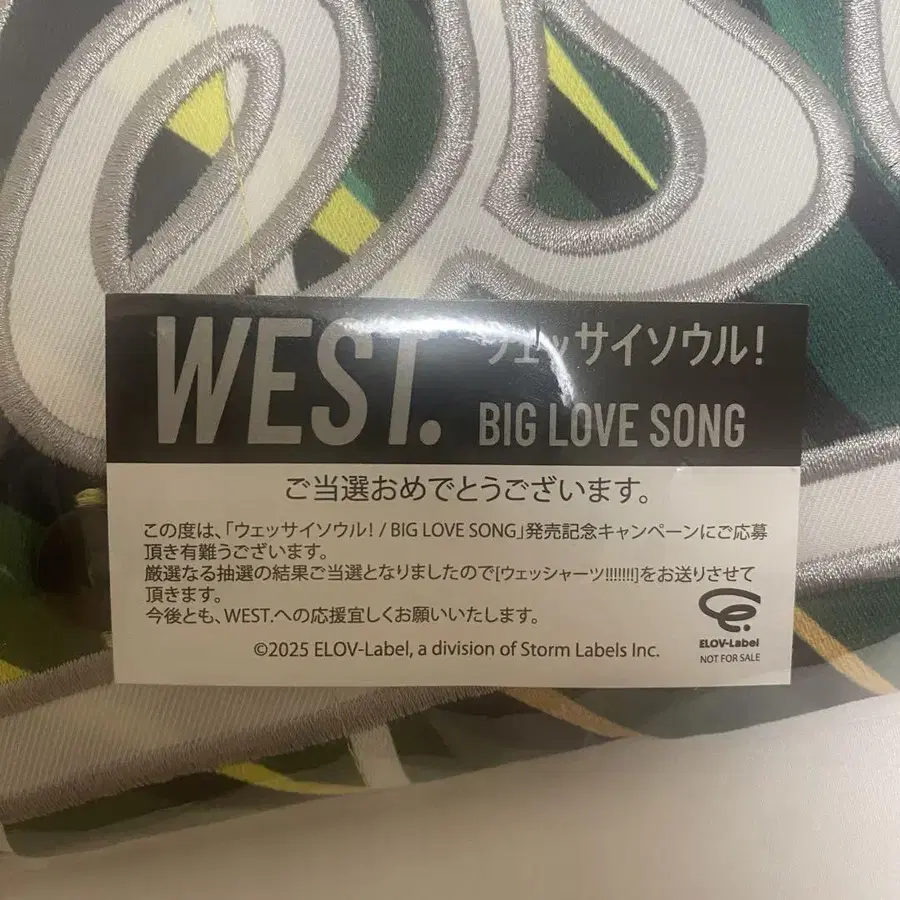 WEST.
ウェッサイソウル!
BIG LOVE SONG
ご当選おめでとうございます。
この度は、「ウェッサイソウル! / BIG LOVE SONG」発売記念キャンペーンにご応募
頂き有難うございます。
厳選なる抽選の結果ご当選となりましたので[ウェッシャーツ!!!!!!!]をお送りさせて
頂きます。
今後とも、WEST.への応援宜しくお願いいたします。
©2025 ELOV-Label, a division of Storm Labels Inc.
ELOV-Label
NOT FOR SALE